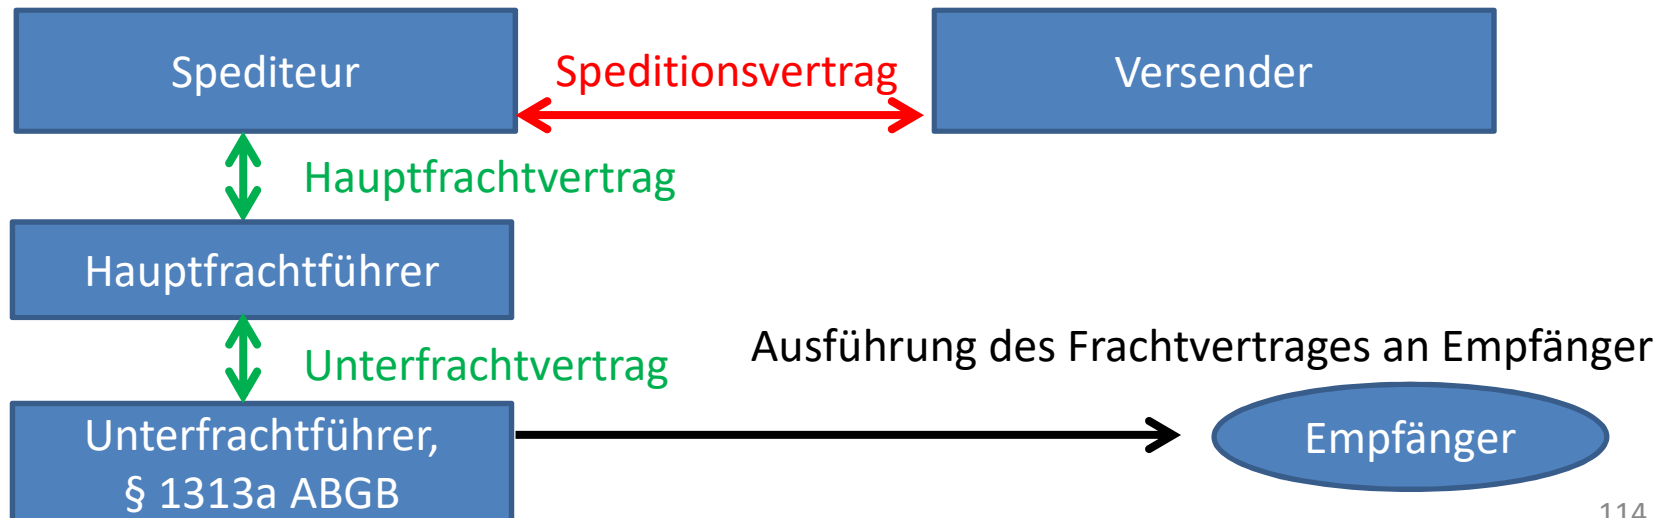 Spediteur
Speditionsvertrag
Versender
Hauptfrachtvertrag
Hauptfrachtführer
Unterfrachtvertrag
Ausführung des Frachtvertrages an Empfänger
Unterfrachtführer,
§ 1313a ABGB
Empfänger
114